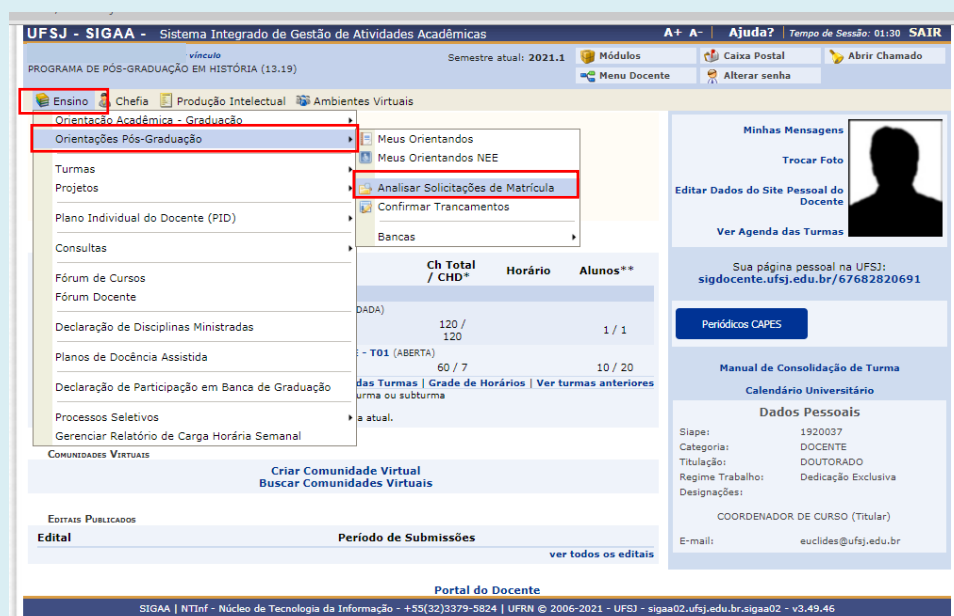 UFSJ - SIGAA - Sistema Integrado de Gestão de Atividades Acadêmicas
A+ A- | Ajuda? | Tempo de Sessão: 01:30 SAIR
vínculo
PROGRAMA DE PÓS-GRADUAÇÃO EM HISTÓRIA (13.19)
Semestre atual: 2021.1
Módulos
Caixa Postal
Abrir Chamado
Menu Docente
Alterar senha
Ensino
Chefia
Produção Intelectual
Ambientes Virtuais
Orientação Acadêmica - Graduação
Orientações Pós-Graduação
Turmas
Projetos
Plano Individual do Docente (PID)
Consultas
Fórum de Cursos
Fórum Docente
Declaração de Disciplinas Ministradas
Planos de Docência Assistida
Declaração de Participação em Banca de Graduação
Processos Seletivos
Gerenciar Relatório de Carga Horária Semanal
Meus Orientandos
Meus Orientandos NEE
Analisar Solicitações de Matrícula
Confirmar Trancamentos
Bancas
Ch Total / CHD*
Horário
Alunos**
DADA)
120 / 120
1 / 1
- T01 (ABERTA)
60 / 7
10 / 20
das Turmas | Grade de Horários | Ver turmas anteriores
urma ou subturma
a atual.
Comunidades Virtuais
Criar Comunidade Virtual
Buscar Comunidades Virtuais
Editais Publicados
Edital
Período de Submissões
ver todos os editais
Minhas Mensagens
Trocar Foto
Editar Dados do Site Pessoal do Docente
Ver Agenda das Turmas
Sua página pessoal na UFSJ:
sigdocente.ufsj.edu.br/67682820691
Periódicos CAPES
Manual de Consolidação de Turma
Calendário Universitário
Dados Pessoais
Siape: 1920037
Categoria: DOCENTE
Titulação: DOUTORADO
Regime Trabalho: Dedicação Exclusiva
Designações:
COORDENADOR DE CURSO (Titular)
E-mail: euclides@ufsj.edu.br
Portal do Docente
SIGAA | NTInf - Núcleo de Tecnologia da Informação - +55(32)3379-5824 | UFRN © 2006-2021 - UFSJ - sigaa02.ufsj.edu.br.sigaa02 - v3.49.46